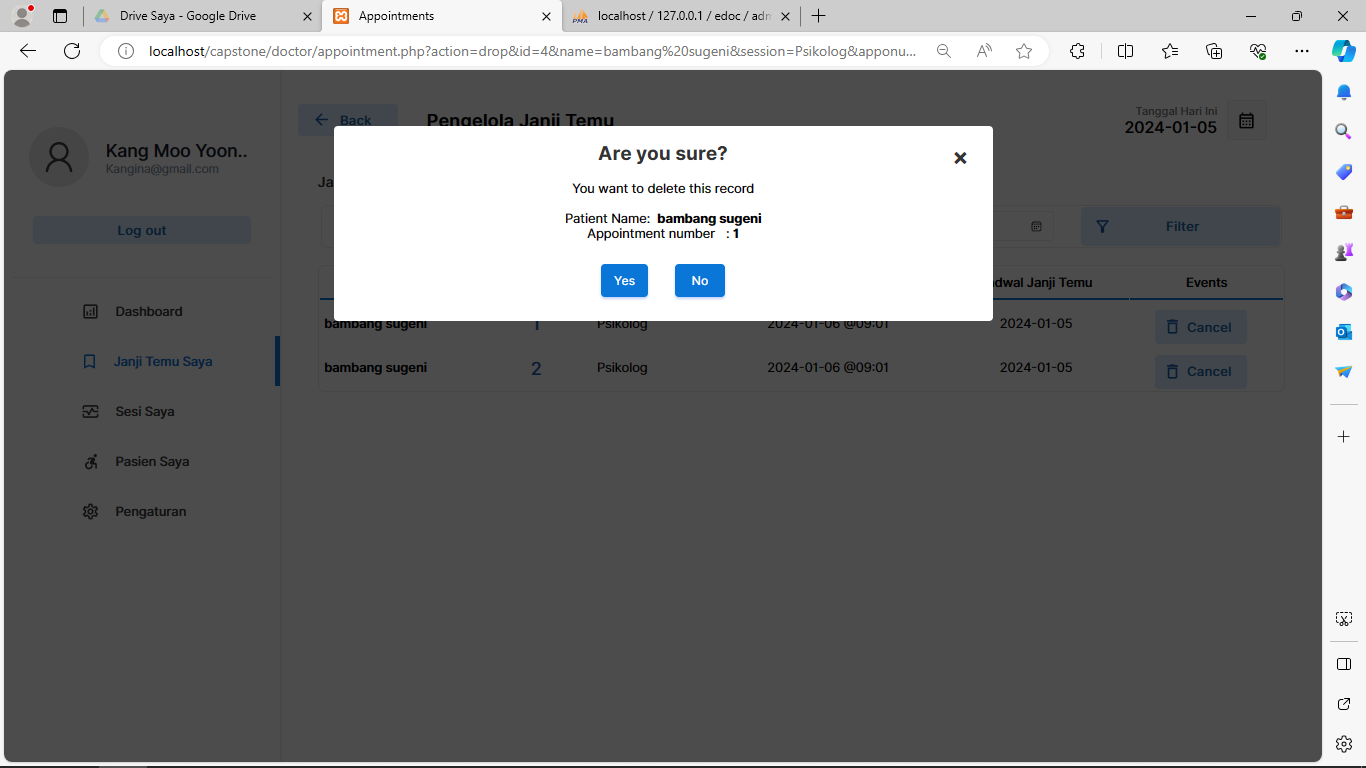 Drive Saya - Google Drive
Appointments
localhost / 127.0.0.1 / edoc / adm
localhost/capstone/doctor/appointment.php?action=drop&id=4&name=bambang%20sugeni&session=Psikolog&apponu...
Kang Moo Yoon..
Kangina@gmail.com
Log out
Dashboard
Janji Temu Saya
Sesi Saya
Pasien Saya
Pengaturan
Back
Pengelola Janji Temu
Tanggal Hari Ini
2024-01-05
Are you sure?
You want to delete this record
Patient Name: bambang sugeni
Appointment number : 1
Yes No
Ja
Filter
dwal Janji Temu Events
bambang sugeni 1 Psikolog 2024-01-06 @09:01 2024-01-05 Cancel
bambang sugeni 2 Psikolog 2024-01-06 @09:01 2024-01-05 Cancel